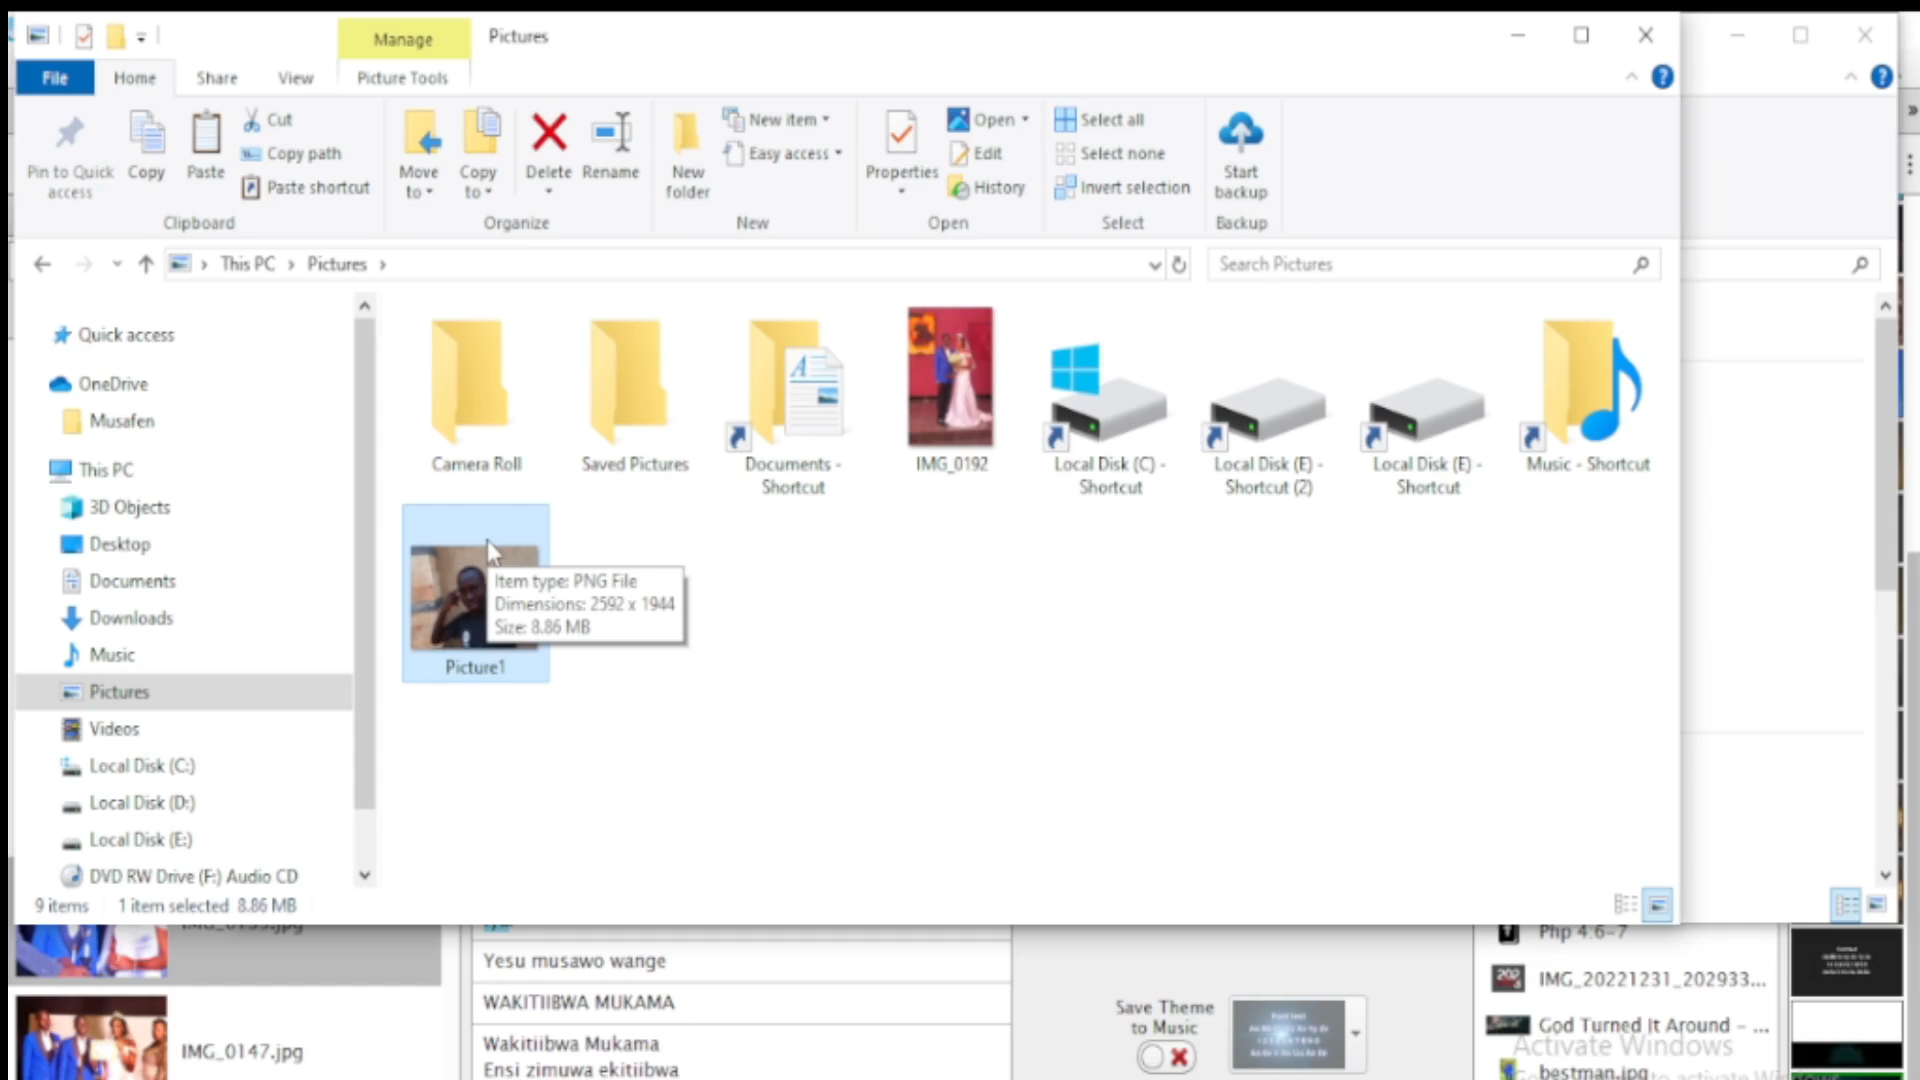 Manage
Pictures
File
Home
Share
View
Picture Tools
Pin to Quick access
Copy
Paste
Cut
Copy path
Paste shortcut
Clipboard
Move to
Copy to
Delete
Rename
Organize
New folder
New item
Easy access
New
Properties
Open
Edit
History
Open
Select all
Select none
Invert selection
Select
Start backup
Backup
This PC > Pictures >
Search Pictures
Quick access
OneDrive
Musafen
This PC
3D Objects
Desktop
Documents
Downloads
Music
Pictures
Videos
Local Disk (C:)
Local Disk (D:)
Local Disk (E:)
DVD RW Drive (F:) Audio CD
Camera Roll
Saved Pictures
Documents - Shortcut
IMG_0192
Local Disk (C) - Shortcut
Local Disk (E) - Shortcut (2)
Local Disk (E) - Shortcut
Music - Shortcut
Item type: PNG File
Dimensions: 2592 x 1944
Size: 8.86 MB
Picture1
9 items
1 item selected 8.86 MB
IMG_0147.jpg
Yesu musawo wange
WAKITIIBWA MUKAMA
Wakitiibwa Mukama
Ensi zimuwa ekitiibwa
Save Theme
to Music
Php 4:6-7
IMG_20221231_202933...
God Turned It Around - ...
Activate Windows
bestman.jpg